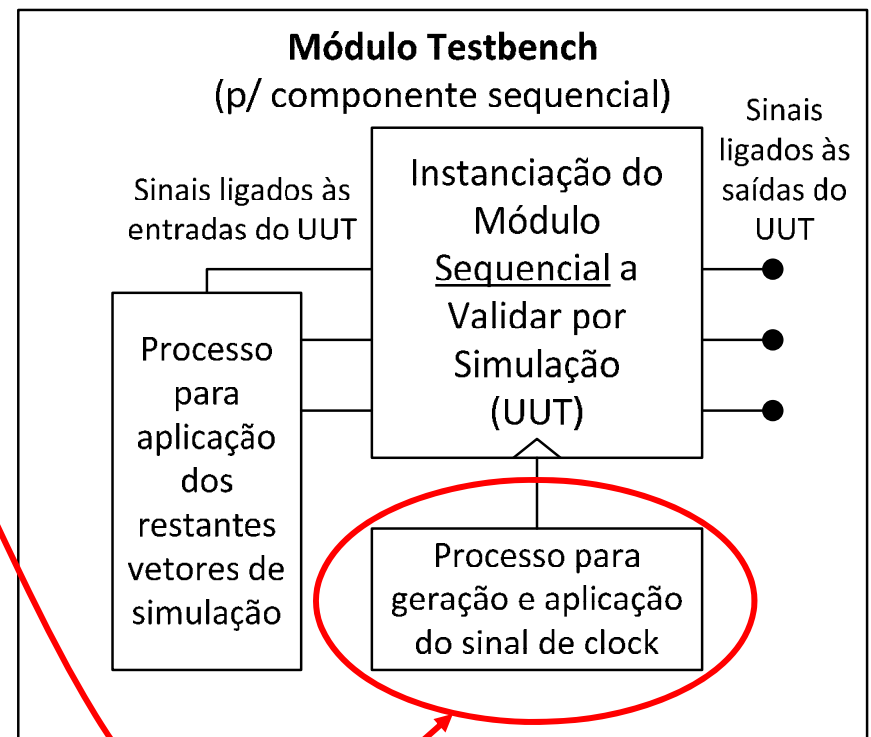 Módulo Testbench
(p/ componente sequencial)
Sinais
ligados às
saídas do
UUT
Sinais ligados às
entradas do UUT
Instanciação do
Módulo
Sequencial a
Validar por
Simulação
(UUT)
Processo
para
aplicação
dos
restantes
vetores de
simulação
Processo para
geração e aplicação
do sinal de clock